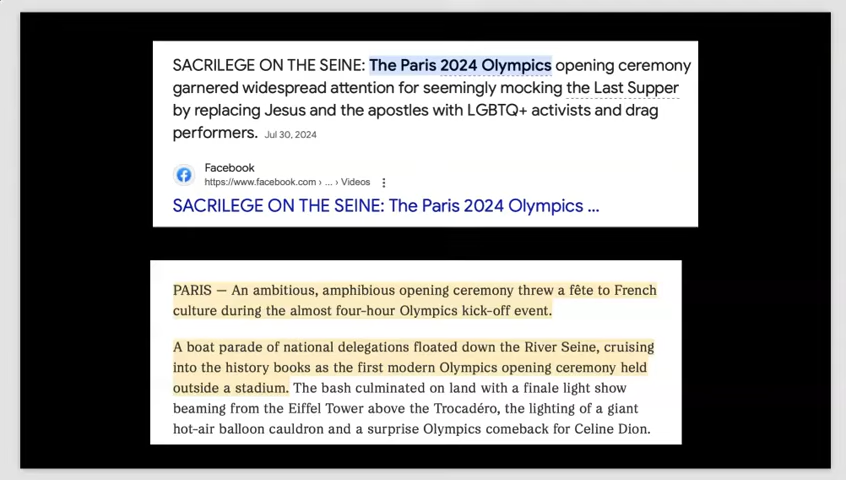 SACRILEGE ON THE SEINE: The Paris 2024 Olympics opening ceremony
garnered widespread attention for seemingly mocking the Last Supper
by replacing Jesus and the apostles with LGBTQ+ activists and drag
performers. Jul 30, 2024
Facebook
https://www.facebook.com › ... › Videos
SACRILEGE ON THE SEINE: The Paris 2024 Olympics ...
PARIS — An ambitious, amphibious opening ceremony threw a fête to French
culture during the almost four-hour Olympics kick-off event.
A boat parade of national delegations floated down the River Seine, cruising
into the history books as the first modern Olympics opening ceremony held
outside a stadium. The bash culminated on land with a finale light show
beaming from the Eiffel Tower above the Trocadéro, the lighting of a giant
hot-air balloon cauldron and a surprise Olympics comeback for Celine Dion.